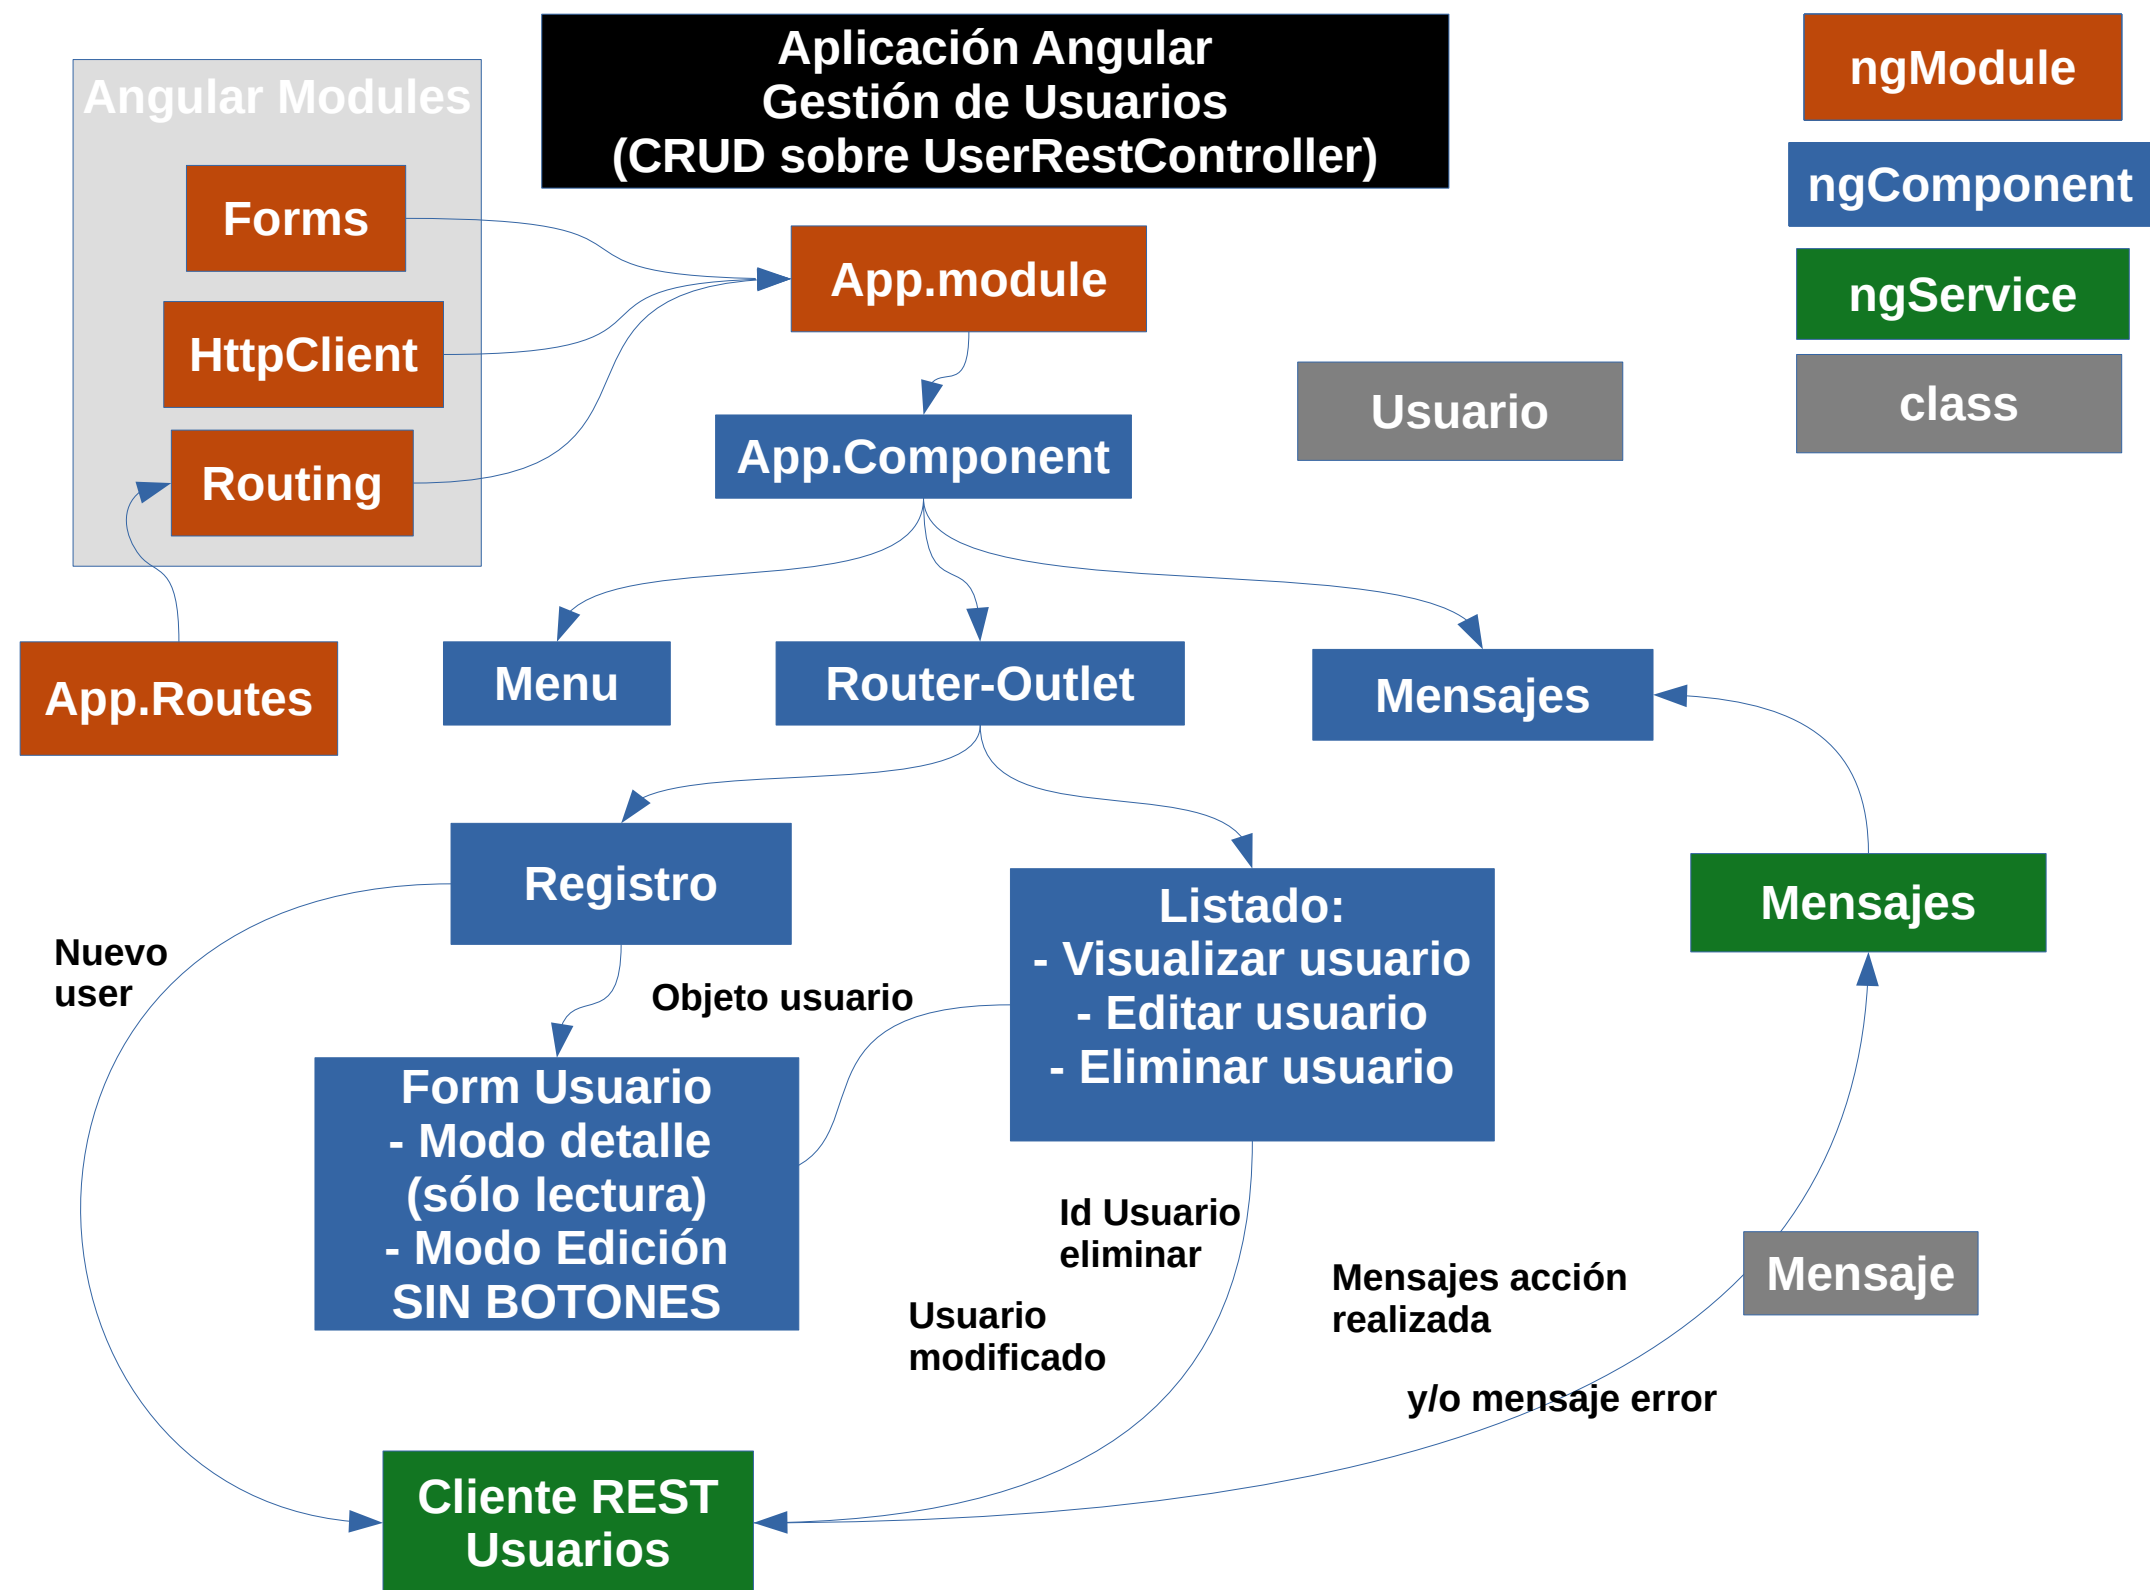 Aplicación Angular
Gestión de Usuarios
(CRUD sobre UserRestController)
ngModule
ngComponent
ngService
class
Angular Modules
Forms
HttpClient
Routing
App.module
App.Component
Usuario
App.Routes
Menu
Router-Outlet
Mensajes
Registro
Listado:
- Visualizar usuario
- Editar usuario
- Eliminar usuario
Mensajes
Nuevo
user
Objeto usuario
Form Usuario
- Modo detalle
(sólo lectura)
- Modo Edición
SIN BOTONES
Id Usuario
eliminar
Usuario
modificado
Mensajes acción
realizada
y/o mensaje error
Mensaje
Cliente REST
Usuarios